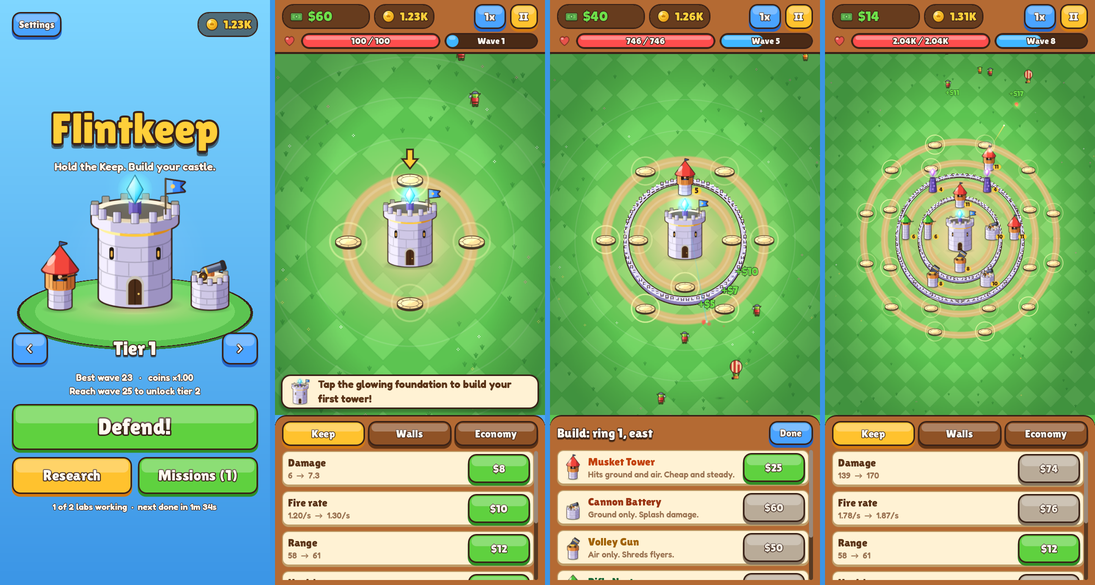 Settings
1.23K
Flintkeep
Hold the Keep. Build your castle.
<
Tier 1
>
Best wave 23 · coins x1.00
Reach wave 25 to unlock tier 2
Defend!
Research
Missions (1)
1 of 2 labs working · next done in 1m 34s
$60
1.23K
1x
100 / 100
Wave 1
Tap the glowing foundation to build your
first tower!
Keep
Walls
Economy
Damage
6 → 7.3
$8
Fire rate
1.20/s → 1.30/s
$10
Range
58 → 61
$12
$40
1.26K
1x
746 / 746
Wave 5
5
Build: ring 1, east
Done
Musket Tower
Hits ground and air. Cheap and steady.
$25
Cannon Battery
Ground only. Splash damage.
$60
Volley Gun
Air only. Shreds flyers.
$50
$14
1.31K
1x
2.04K / 2.04K
Wave 8
Keep
Walls
Economy
Damage
139 → 170
$74
Fire rate
1.78/s → 1.87/s
$76
Range
58 → 61
$12